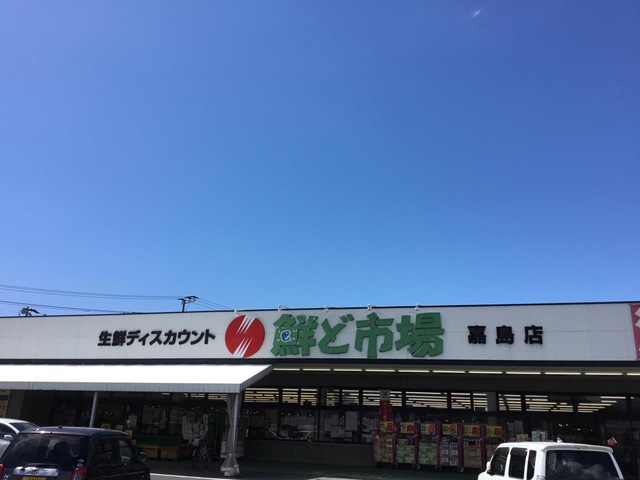 生鮮ディスカウント 鮮ど市場 嘉島店